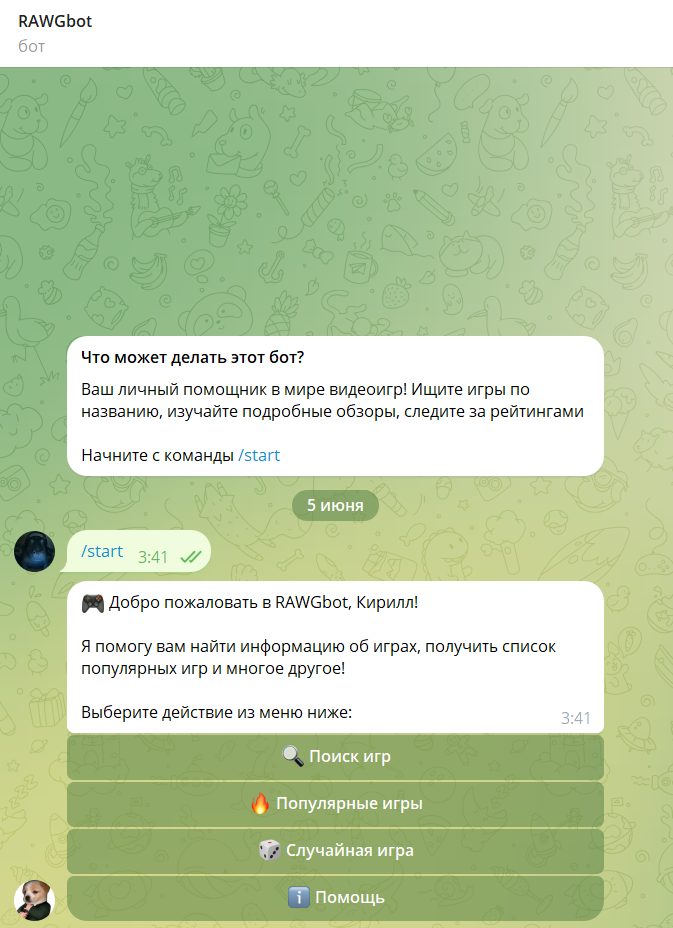 RAWGbot
бот
Что может делать этот бот?
Ваш личный помощник в мире видеоигр! Ищите игры по
названию, изучайте подробные обзоры, следите за рейтингами
Начните с команды /start
5 июня
/start 3:41
🎮 Добро пожаловать в RAWGbot, Кирилл!
Я помогу вам найти информацию об играх, получить список
популярных игр и многое другое!
Выберите действие из меню ниже:
3:41
🔍 Поиск игр
🔥 Популярные игры
🎲 Случайная игра
ℹ️ Помощь